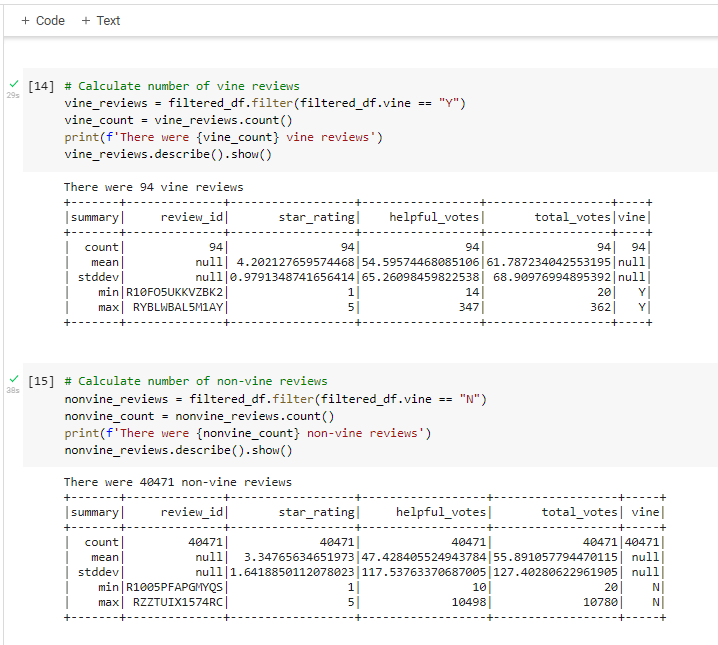 + Code + Text
[14] # Calculate number of vine reviews
29s vine_reviews = filtered_df.filter(filtered_df.vine == "Y")
vine_count = vine_reviews.count()
print(f'There were {vine_count} vine reviews')
vine_reviews.describe().show()
There were 94 vine reviews
+-------+--------------+------------------+-----------------+-----------------+----+
|summary|     review_id|       star_rating|    helpful_votes|      total_votes|vine|
+-------+--------------+------------------+-----------------+-----------------+----+
|  count|            94|                94|               94|               94|  94|
|   mean|          null| 4.202127659574468|54.59574468085106|61.787234042553195|null|
| stddev|          null|0.9791348741656414|65.26098459822538| 68.90976994895392|null|
|    min|R10FO5UKKVZBK2|                 1|               14|               20|   Y|
|    max| RYBLWBAL5M1AY|                 5|              347|              362|   Y|
+-------+--------------+------------------+-----------------+-----------------+----+
[15] # Calculate number of non-vine reviews
38s nonvine_reviews = filtered_df.filter(filtered_df.vine == "N")
nonvine_count = nonvine_reviews.count()
print(f'There were {nonvine_count} non-vine reviews')
nonvine_reviews.describe().show()
There were 40471 non-vine reviews
+-------+--------------+------------------+------------------+------------------+-----+
|summary|     review_id|       star_rating|     helpful_votes|       total_votes| vine|
+-------+--------------+------------------+------------------+------------------+-----+
|  count|         40471|             40471|             40471|             40471|40471|
|   mean|          null|  3.34765634651973|47.428405524943784|55.891057794470115| null|
| stddev|          null|1.6418850112078023|117.53763370687005|127.40280622961905| null|
|    min|R1005PFAPGMYQS|                 1|                10|                20|    N|
|    max| RZZTUIX1574RC|                 5|             10498|             10780|    N|
+-------+--------------+------------------+------------------+------------------+-----+